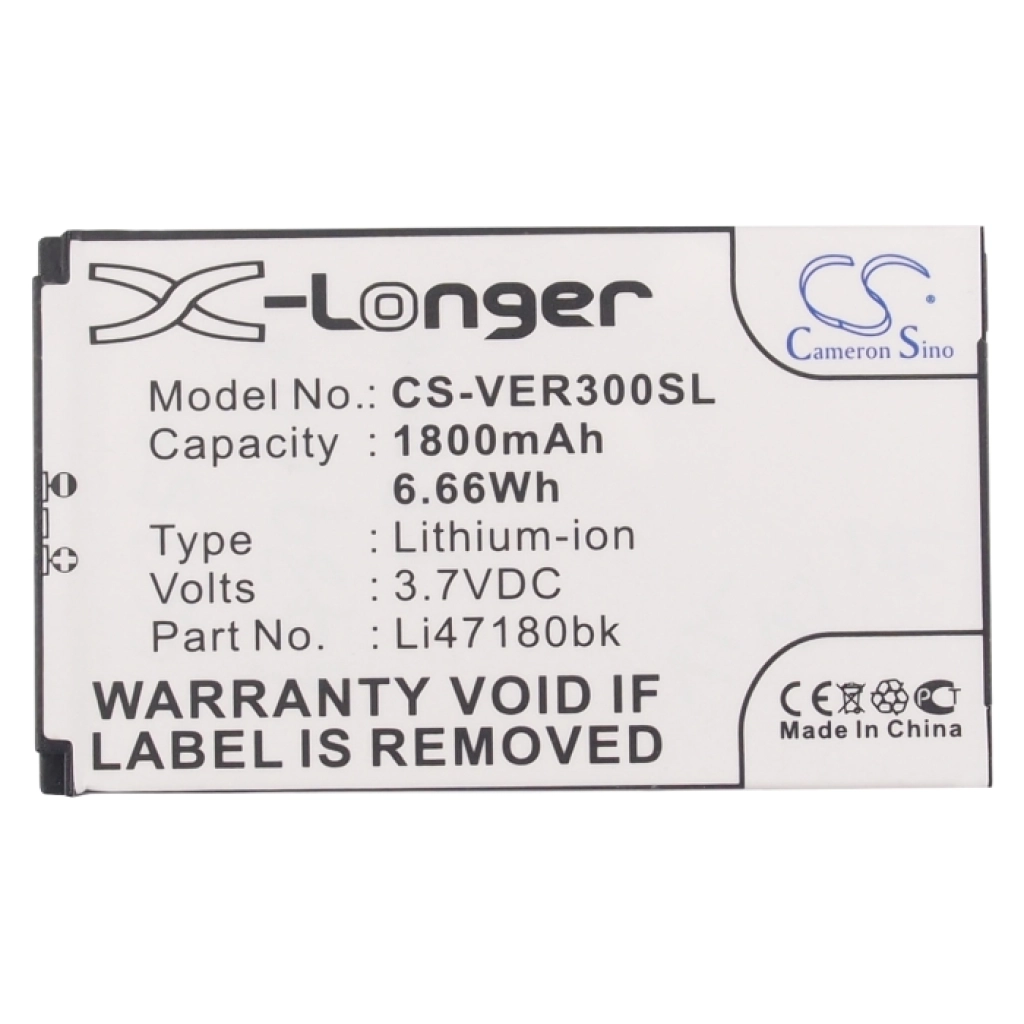 X-Longer
CS®
Cameron Sino
Model No.: CS-VER300SL
Capacity : 1800mAh
6.66Wh
Type : Lithium-ion
Volts : 3.7VDC
Part No. : Li47180bk
WARRANTY VOID IF
LABEL IS REMOVED
CE PCT
Made In China